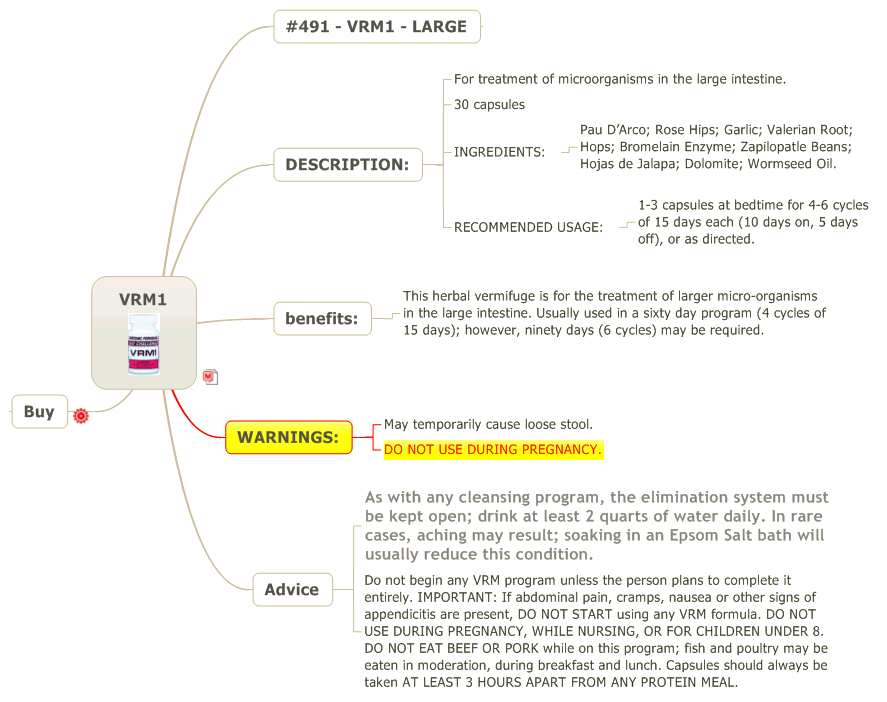 #491 - VRM1 - LARGE
For treatment of microorganisms in the large intestine.
30 capsules
DESCRIPTION:
INGREDIENTS:
Pau D’Arco; Rose Hips; Garlic; Valerian Root;
Hops; Bromelain Enzyme; Zapilopatle Beans;
Hojas de Jalapa; Dolomite; Wormseed Oil.
RECOMMENDED USAGE:
1-3 capsules at bedtime for 4-6 cycles
of 15 days each (10 days on, 5 days
off), or as directed.
VRM1
VRM1
benefits:
This herbal vermifuge is for the treatment of larger micro-organisms
in the large intestine. Usually used in a sixty day program (4 cycles of
15 days); however, ninety days (6 cycles) may be required.
Buy
WARNINGS:
May temporarily cause loose stool.
DO NOT USE DURING PREGNANCY.
Advice
As with any cleansing program, the elimination system must
be kept open; drink at least 2 quarts of water daily. In rare
cases, aching may result; soaking in an Epsom Salt bath will
usually reduce this condition.
Do not begin any VRM program unless the person plans to complete it
entirely. IMPORTANT: If abdominal pain, cramps, nausea or other signs of
appendicitis are present, DO NOT START using any VRM formula. DO NOT
USE DURING PREGNANCY, WHILE NURSING, OR FOR CHILDREN UNDER 8.
DO NOT EAT BEEF OR PORK while on this program; fish and poultry may be
eaten in moderation, during breakfast and lunch. Capsules should always be
taken AT LEAST 3 HOURS APART FROM ANY PROTEIN MEAL.